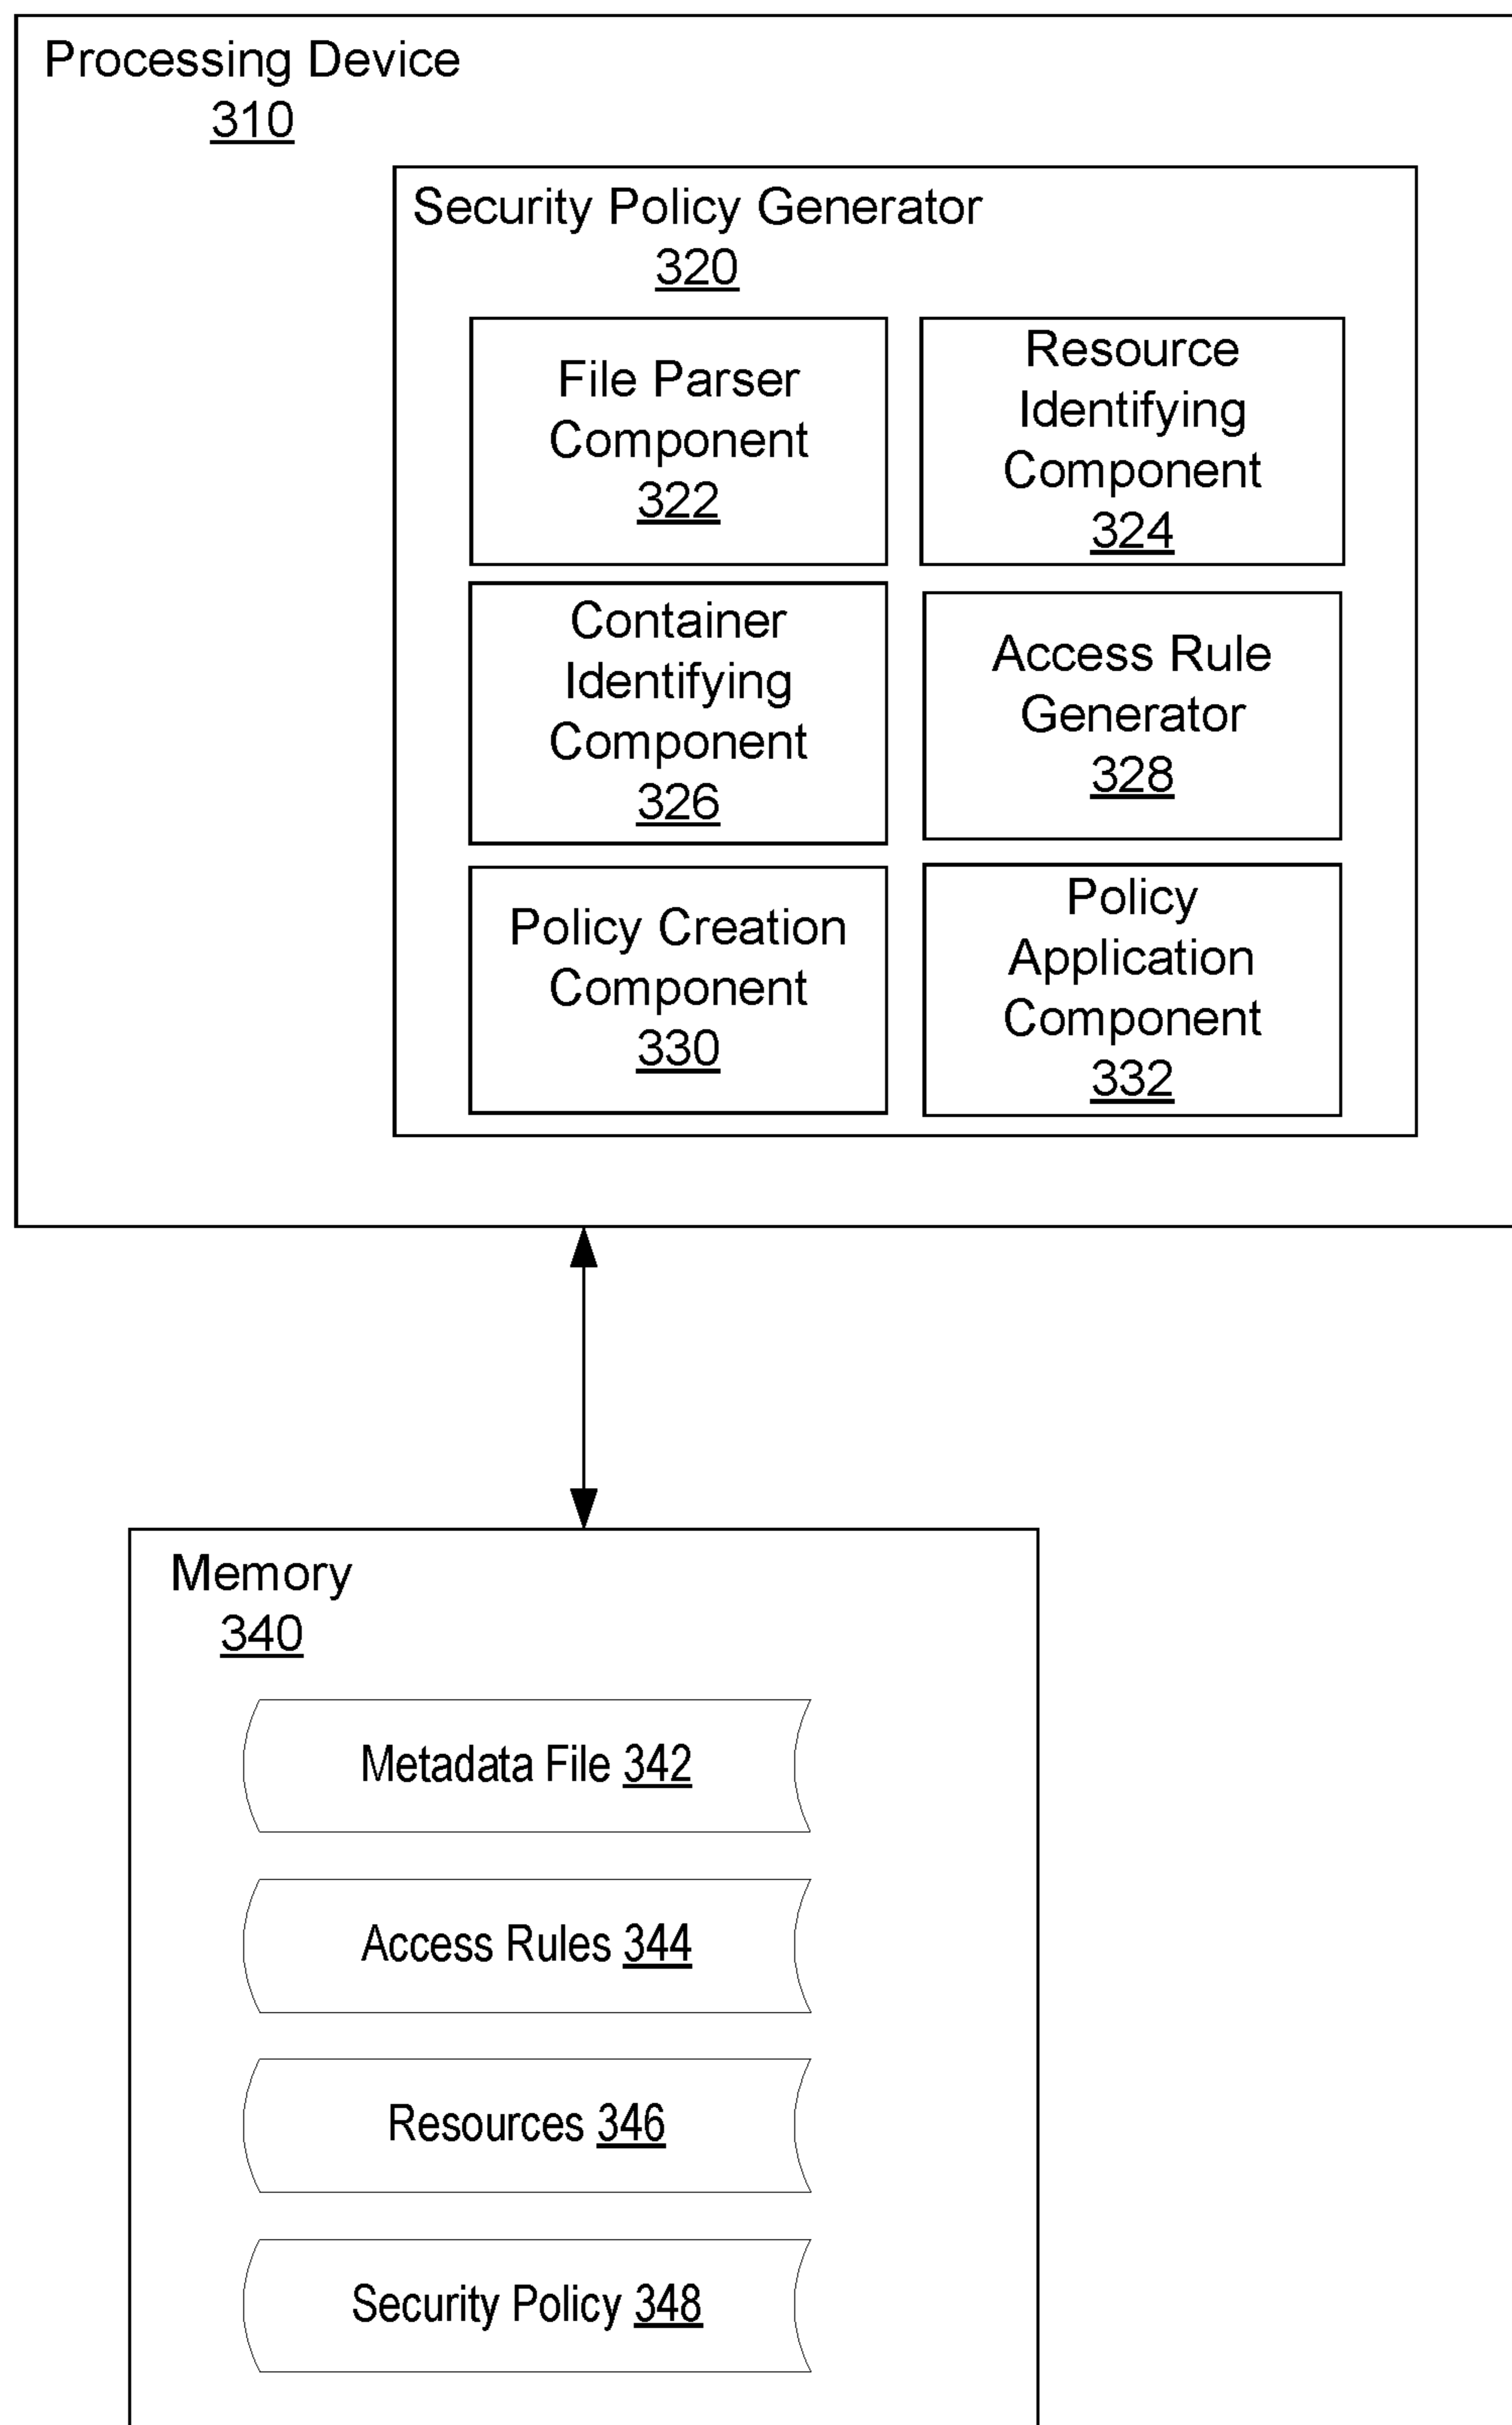 Processing Device
310
Security Policy Generator
320
File Parser
Component
322
Resource
Identifying
Component
324
Container
Identifying
Component
326
Access Rule
Generator
328
Policy Creation
Component
330
Policy
Application
Component
332
Memory
340
Metadata File 342
Access Rules 344
Resources 346
Security Policy 348